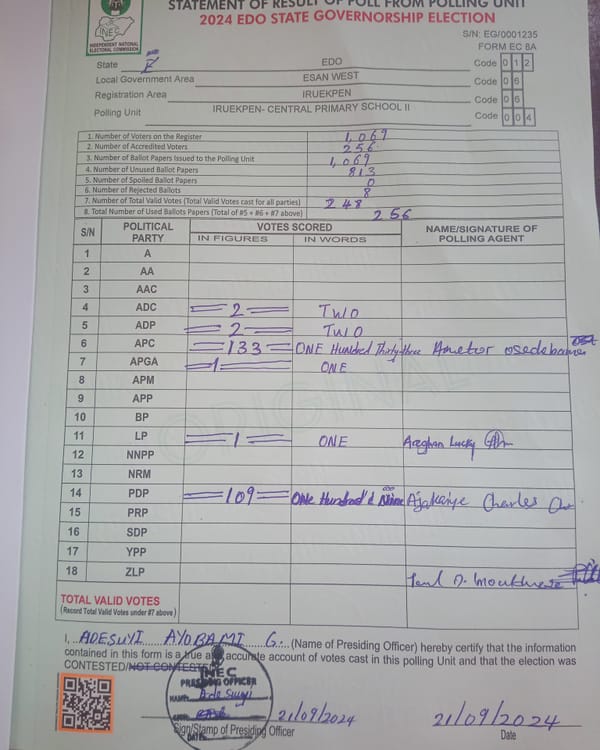 STATEMENT OF RESULT OF POLL FROM POLLING UNIT
2024 EDO STATE GOVERNORSHIP ELECTION
INEC
INDEPENDENT NATIONAL
ELECTORAL COMMISSION
S/N: EG/0001235
FORM EC 8A
State EDO Code 0 1 2
Local Government Area ESAN WEST Code 0 6
Registration Area IRUEKPEN Code 0 6
Polling Unit IRUEKPEN- CENTRAL PRIMARY SCHOOL II Code 0 0 4
1. Number of Voters on the Register 1,069
2. Number of Accredited Voters 256
3. Number of Ballot Papers Issued to the Polling Unit 1,069
4. Number of Unused Ballot Papers 813
5. Number of Spoiled Ballot Papers 0
6. Number of Rejected Ballots 8
7. Number of Total Valid Votes (Total Valid Votes cast for all parties) 248
8. Total Number of Used Ballots Papers (Total of #5 + #6 + #7 above) 256
S/N POLITICAL PARTY VOTES SCORED NAME/SIGNATURE OF POLLING AGENT
IN FIGURES IN WORDS
1 A
2 AA
3 AAC
4 ADC 2 TWO
5 ADP 2 TWO
6 APC 133 ONE Hundred Thirty three
7 APGA 1 ONE
8 APM
9 APP
10 BP
11 LP 1 ONE Lucky
12 NNPP
13 NRM
14 PDP 109 ONE Hundred Nine Charles
15 PRP
16 SDP
17 YPP
18 ZLP
TOTAL VALID VOTES
(Record Total Valid Votes under #7 above)
ORIGINAL
I, ADESUYI AYOBAMI G. (Name of Presiding Officer) hereby certify that the information
contained in this form is a true and accurate account of votes cast in this polling Unit and that the election was
CONTESTED/NOT CONTESTED
INEC
PRESIDING OFFICER
NAME: Ade Suyi
DATE:
21/09/2024 21/09/2024
Sign/Stamp of Presiding Officer Date